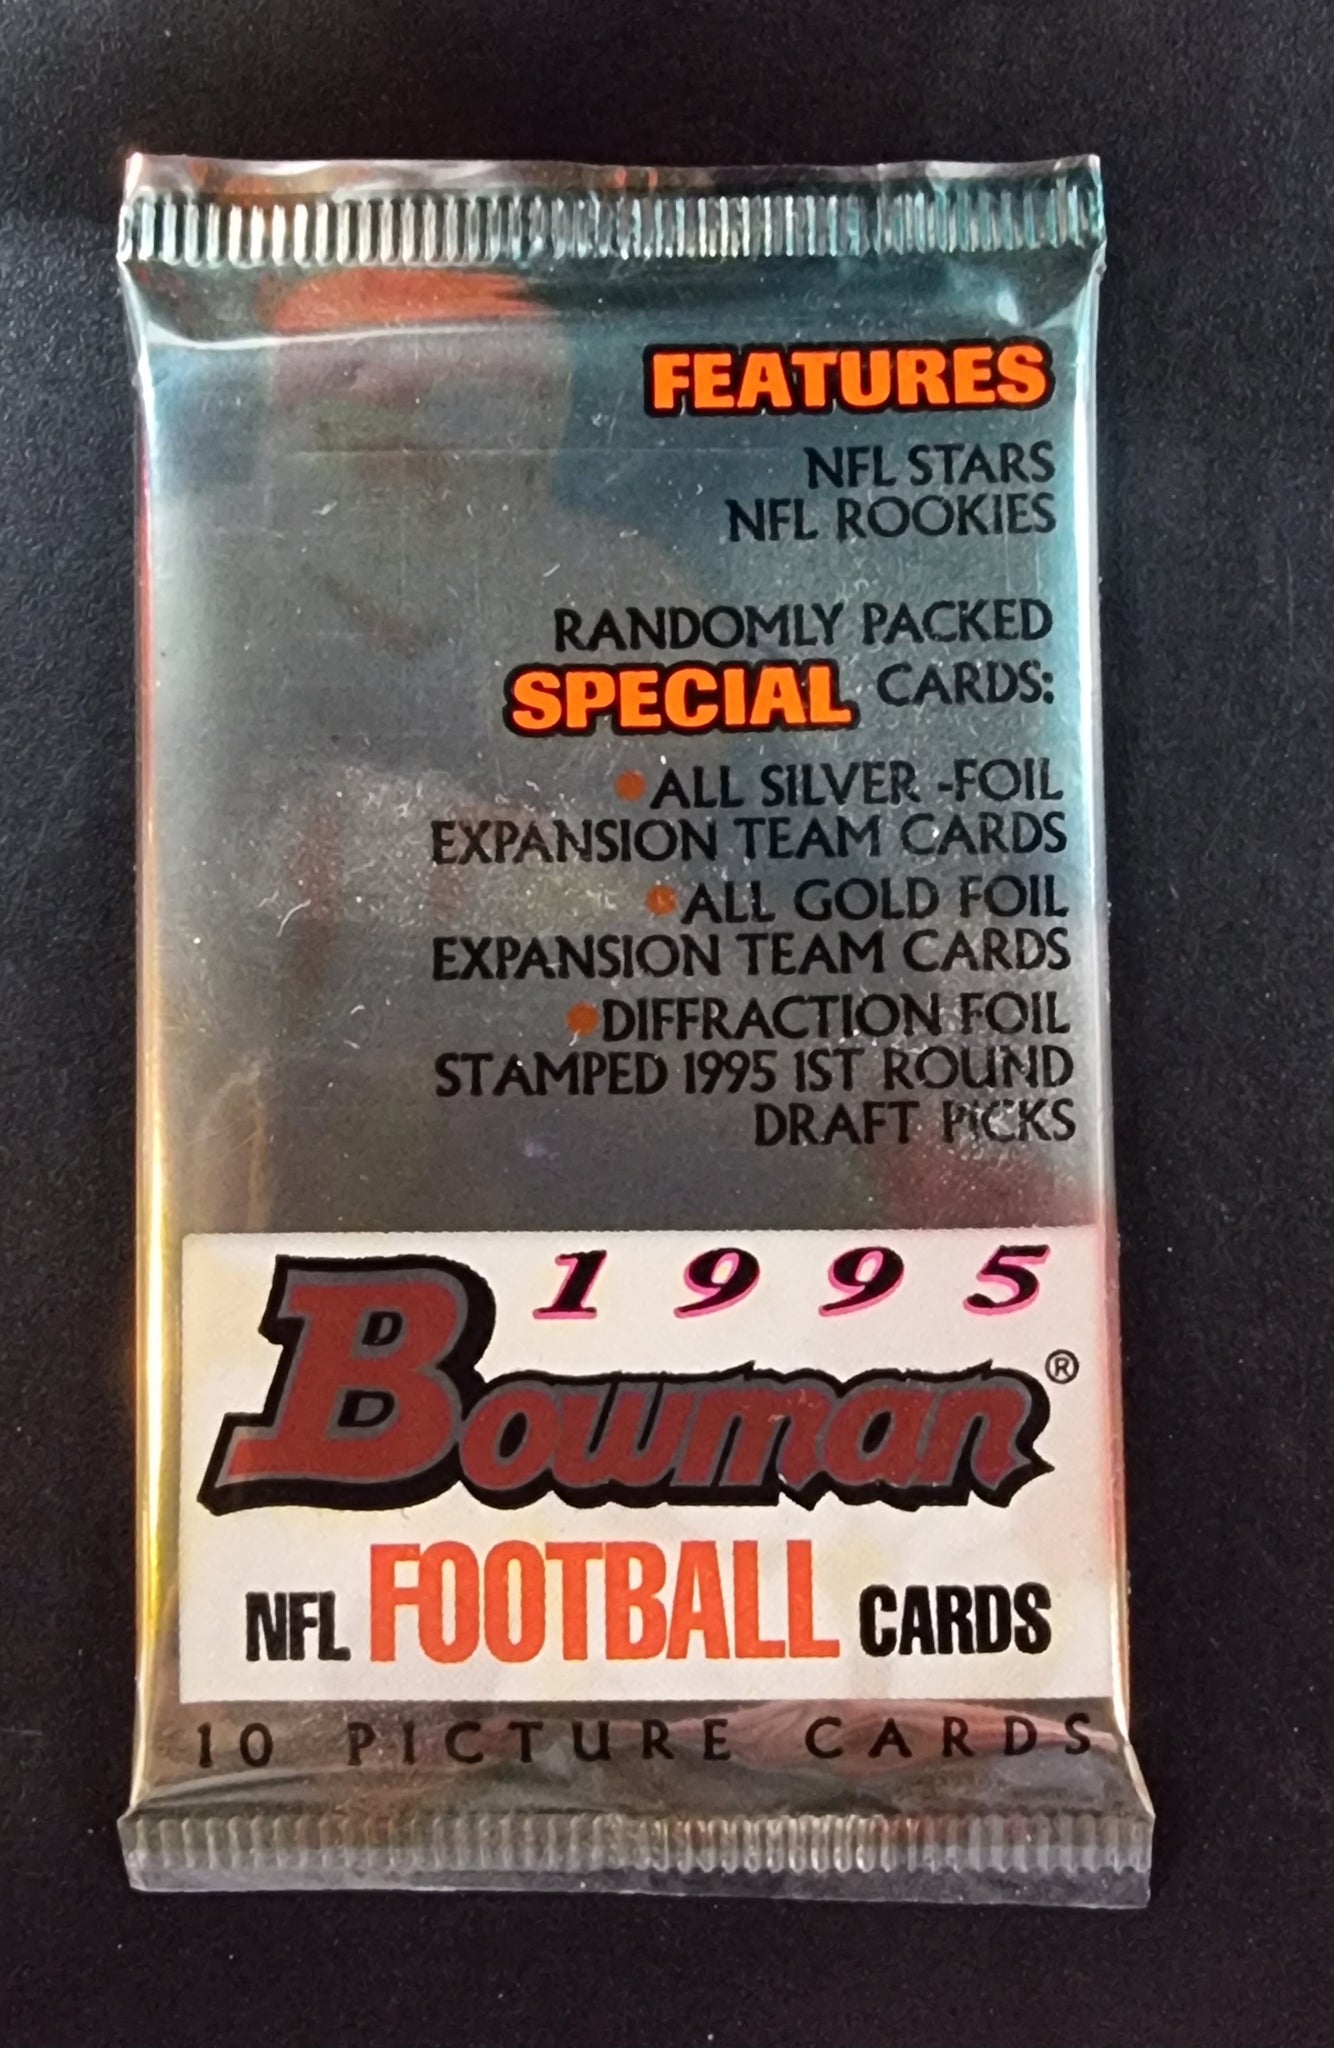 FEATURES
NFL STARS
NFL ROOKIES
RANDOMLY PACKED
SPECIAL CARDS:
•ALL SILVER -FOIL
EXPANSION TEAM CARDS
•ALL GOLD FOIL
EXPANSION TEAM CARDS
•DIFFRACTION FOIL
STAMPED 1995 1ST ROUND
DRAFT PICKS
1995
Bowman®
NFL FOOTBALL CARDS
10 PICTURE CARDS